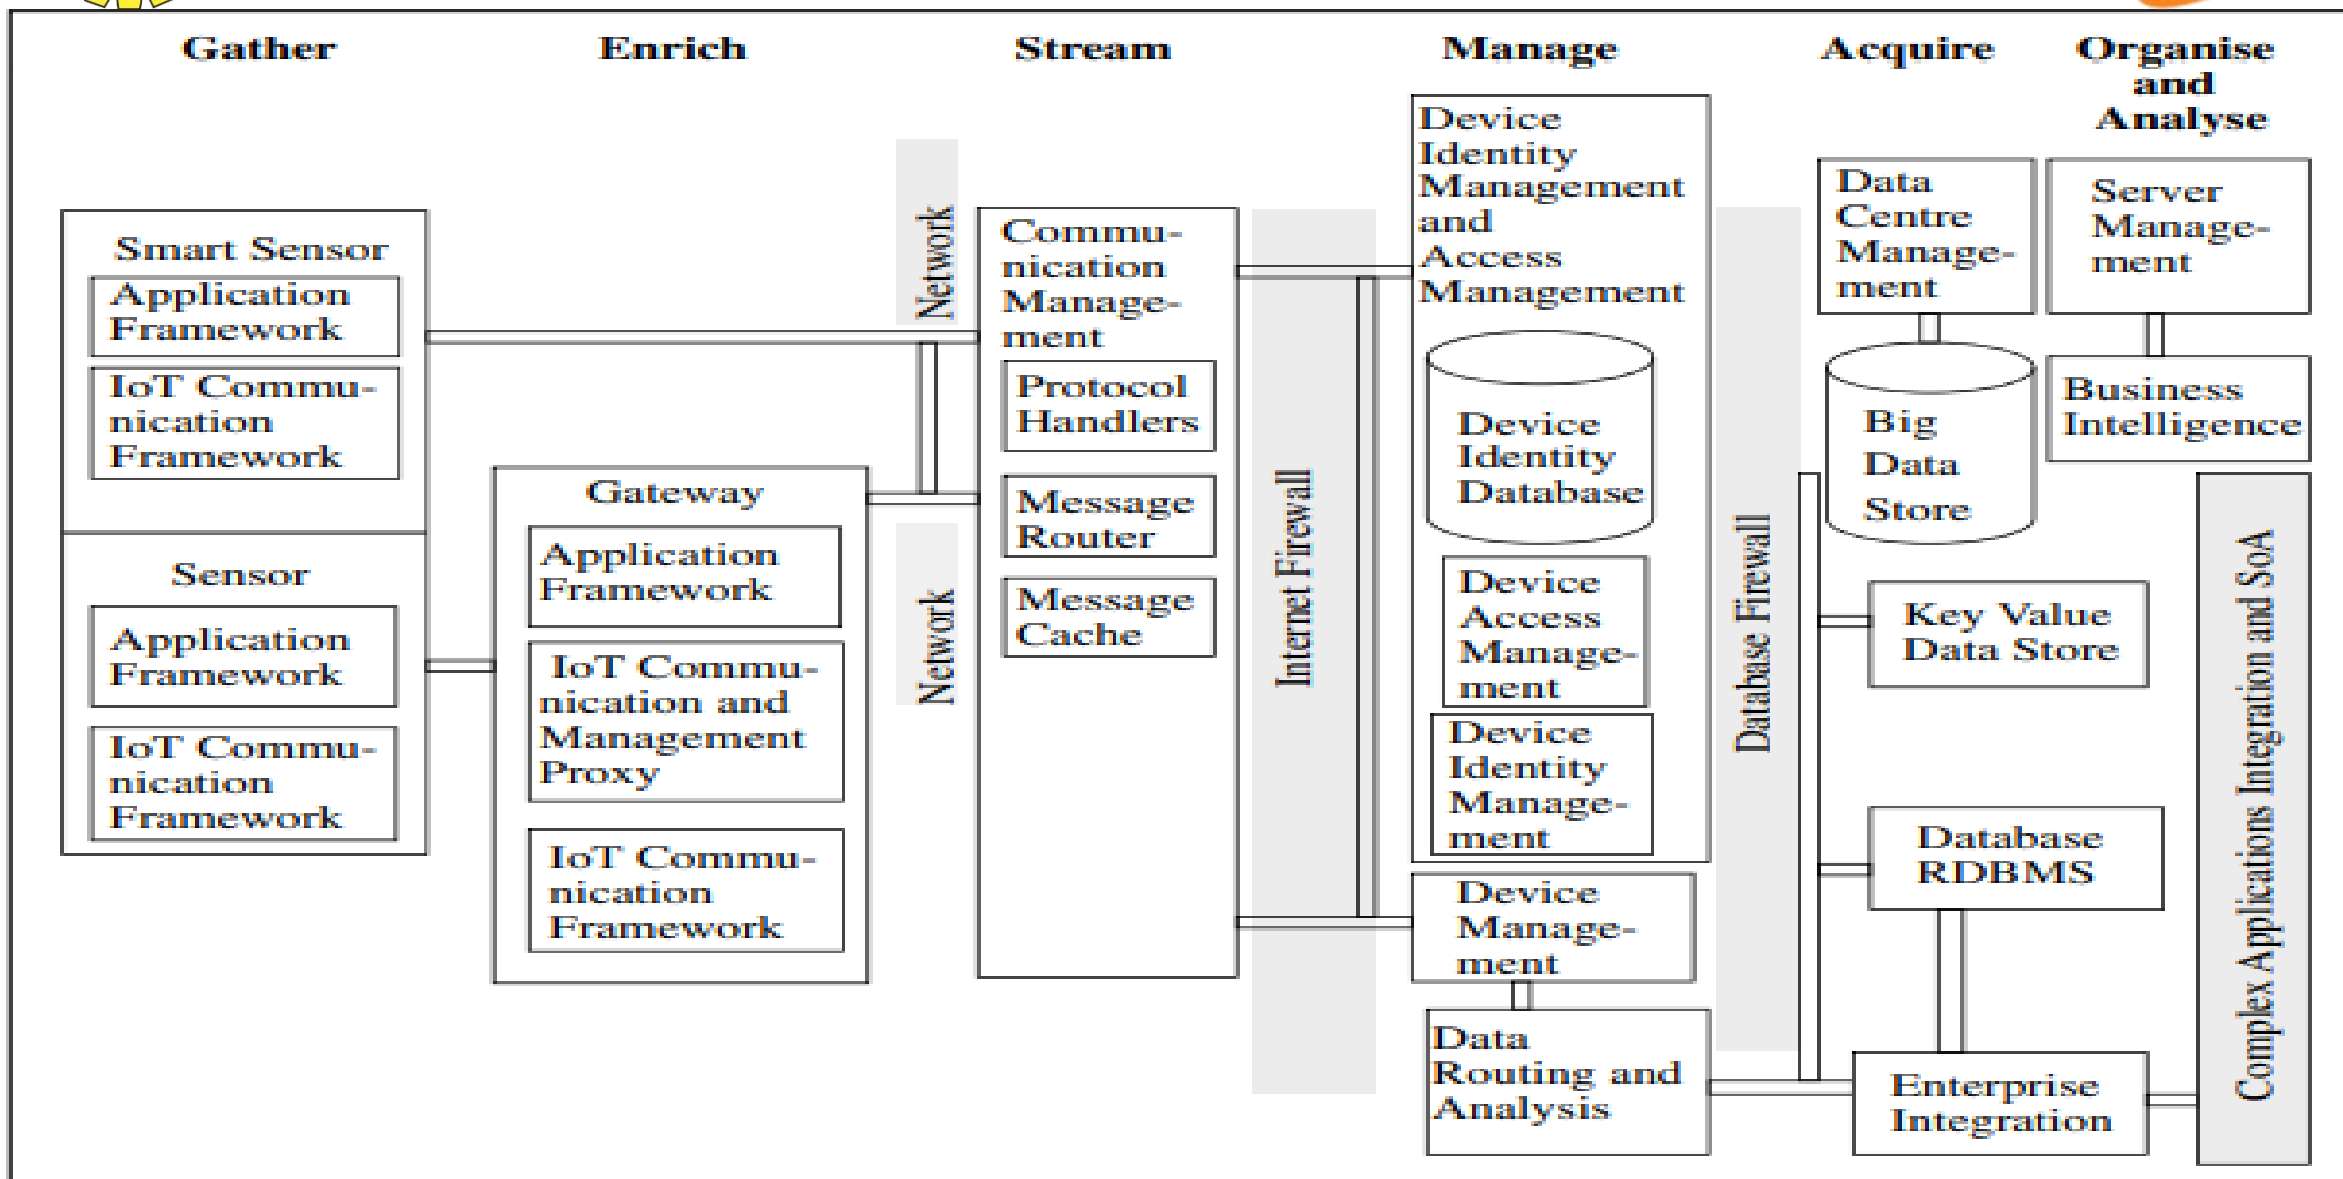 Gather
Enrich
Stream
Manage
Acquire
Organise
and
Analyse
Smart Sensor
Application
Framework
IoT Commu-
nication
Framework
Sensor
Application
Framework
IoT Commu-
nication
Framework
Gateway
Application
Framework
IoT Commu-
nication and
Management
Proxy
IoT Commu-
nication
Framework
Network
Network
Commu-
nication
Manage-
ment
Protocol
Handlers
Message
Router
Message
Cache
Internet Firewall
Device
Identity
Management
and
Access
Management
Device
Identity
Database
Device
Access
Manage-
ment
Device
Identity
Manage-
ment
Device
Manage-
ment
Data
Routing and
Analysis
Database Firewall
Data
Centre
Manage-
ment
Big
Data
Store
Key Value
Data Store
Database
RDBMS
Enterprise
Integration
Server
Manage-
ment
Business
Intelligence
Complex Applications Integration and SoA